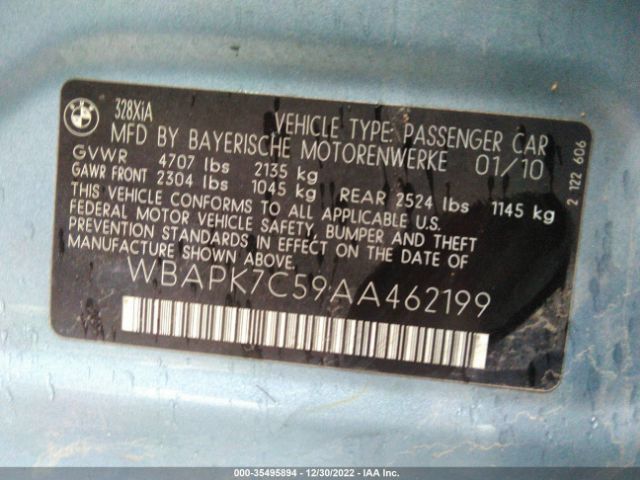 BMW
328XiA
VEHICLE TYPE: PASSENGER CAR
MFD BY BAYERISCHE MOTORENWERKE 01/10
GVWR 4707 lbs 2135 kg
GAWR FRONT 2304 lbs 1045 kg REAR 2524 lbs 1145 kg
THIS VEHICLE CONFORMS TO ALL APPLICABLE U.S.
FEDERAL MOTOR VEHICLE SAFETY, BUMPER AND THEFT
PREVENTION STANDARDS IN EFFECT ON THE DATE OF
MANUFACTURE SHOWN ABOVE.
WBAPK7C59AA462199
2 122 606
000-35495894 - 12/30/2022 - IAA Inc.